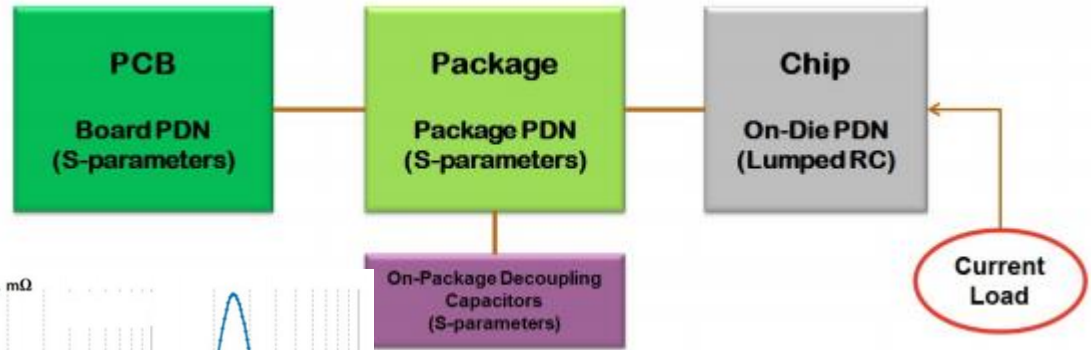 PCB
Board PDN
(S-parameters)
Package
Package PDN
(S-parameters)
Chip
On-Die PDN
(Lumped RC)
On-Package Decoupling
Capacitors
(S-parameters)
Current
Load
mΩ